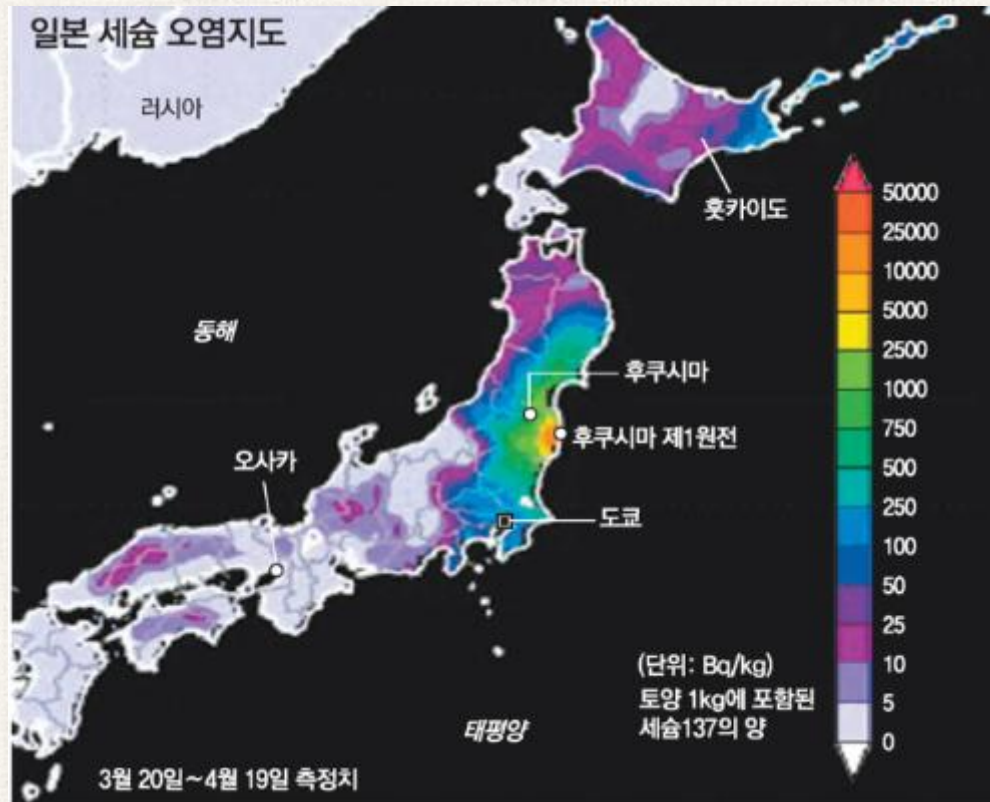 일본 세슘 오염지도
러시아
홋카이도
동해
후쿠시마
후쿠시마 제1원전
오사카
도쿄
태평양
50000
25000
10000
5000
2500
1000
750
500
250
100
50
25
10
5
0
(단위: Bq/kg)
토양 1kg에 포함된
세슘137의 양
3월 20일~4월 19일 측정치